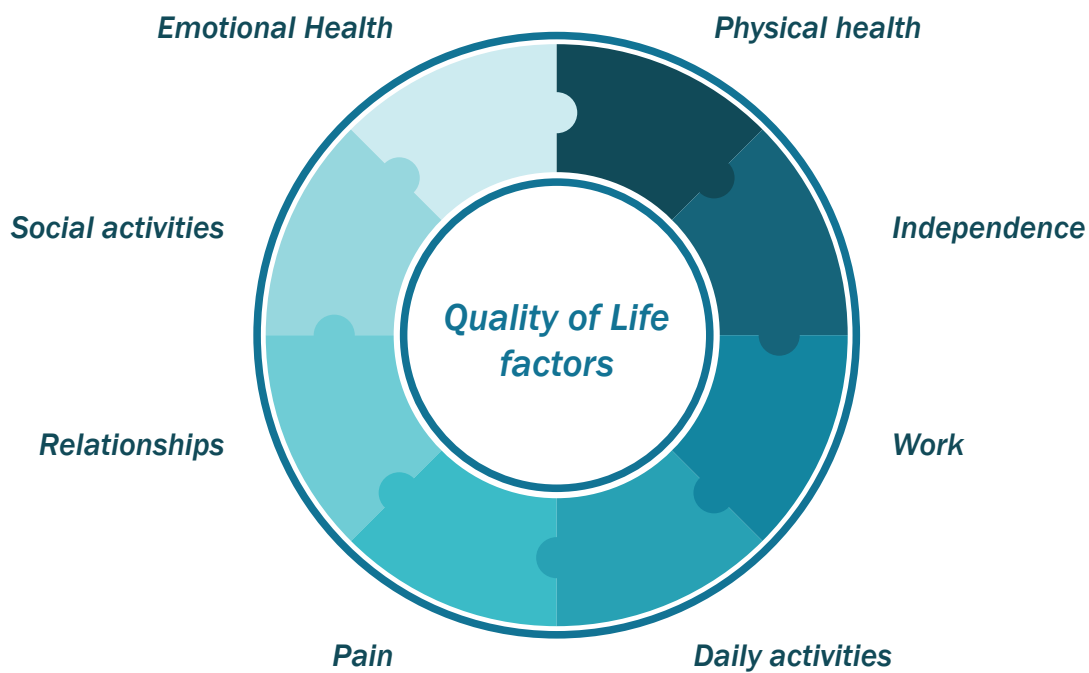 Emotional Health
Physical health
Social activities
Independence
Quality of Life
factors
Relationships
Work
Pain
Daily activities